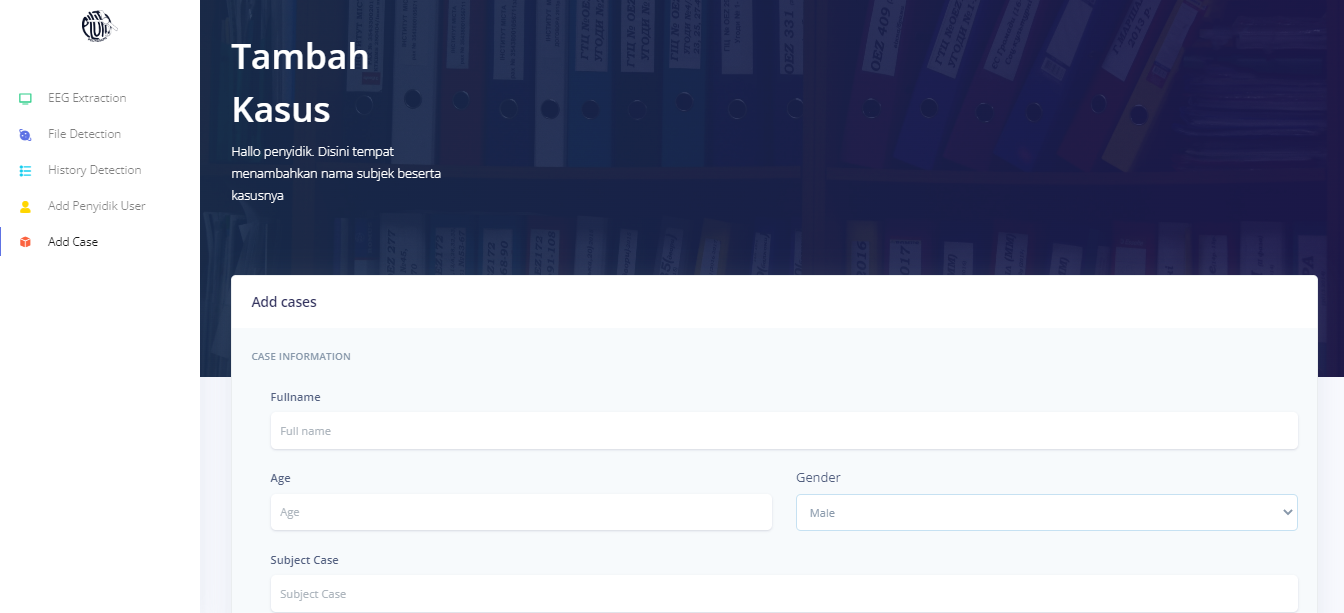 EEG Extraction
File Detection
History Detection
Add Penyidik User
Add Case
Tambah
Kasus
Hallo penyidik. Disini tempat
menambahkan nama subjek beserta
kasusnya
Add cases
CASE INFORMATION
Fullname
Full name
Age
Gender
Age
Male
Subject Case
Subject Case